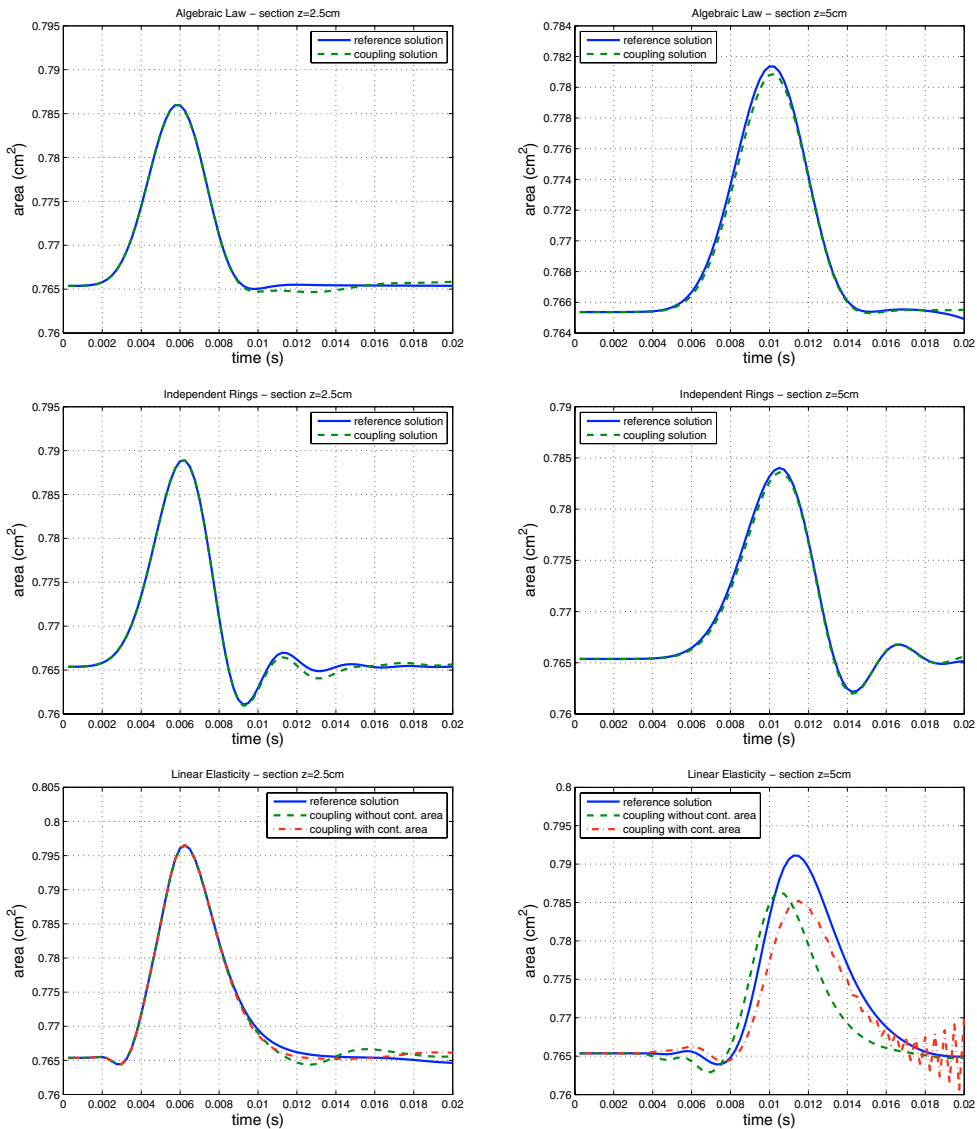 Algebraic Law − section z=2.5cm
0.795
0.79
0.785
0.78
0.775
0.77
0.765
0.76
area (cm2)
reference solution
coupling solution
0 0.002 0.004 0.006 0.008 0.01 0.012 0.014 0.016 0.018 0.02
time (s)
Algebraic Law − section z=5cm
0.784
0.782
0.78
0.778
0.776
0.774
0.772
0.77
0.768
0.766
0.764
area (cm2)
reference solution
coupling solution
0 0.002 0.004 0.006 0.008 0.01 0.012 0.014 0.016 0.018 0.02
time (s)
Independent Rings − section z=2.5cm
0.795
0.79
0.785
0.78
0.775
0.77
0.765
0.76
area (cm2)
reference solution
coupling solution
0 0.002 0.004 0.006 0.008 0.01 0.012 0.014 0.016 0.018 0.02
time (s)
Independent Rings − section z=5cm
0.79
0.785
0.78
0.775
0.77
0.765
0.76
area (cm2)
reference solution
coupling solution
0 0.002 0.004 0.006 0.008 0.01 0.012 0.014 0.016 0.018 0.02
time (s)
Linear Elasticity − section z=2.5cm
0.805
0.8
0.795
0.79
0.785
0.78
0.775
0.77
0.765
0.76
area (cm2)
reference solution
coupling without cont. area
coupling with cont. area
0 0.002 0.004 0.006 0.008 0.01 0.012 0.014 0.016 0.018 0.02
time (s)
Linear Elasticity − section z=5cm
0.8
0.795
0.79
0.785
0.78
0.775
0.77
0.765
0.76
area (cm2)
reference solution
coupling without cont. area
coupling with cont. area
0 0.002 0.004 0.006 0.008 0.01 0.012 0.014 0.016 0.018 0.02
time (s)